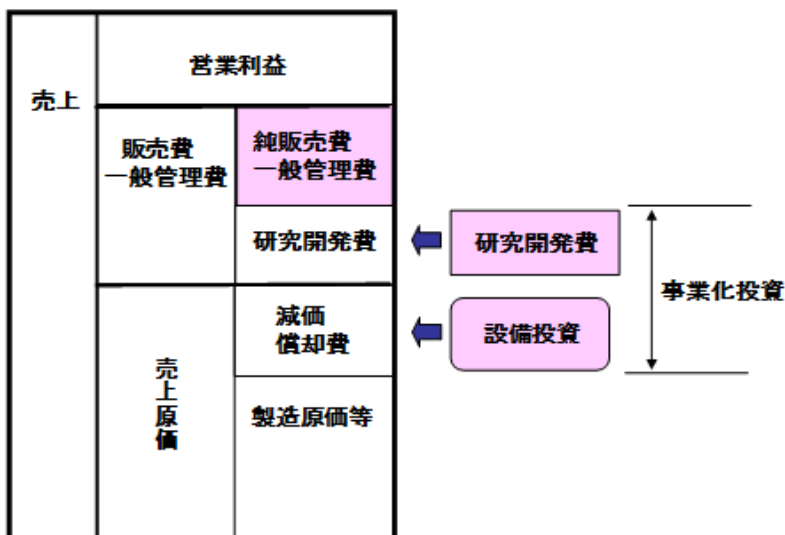 営業利益
売上
販売費
一般管理費
純販売費
一般管理費
研究開発費
研究開発費
事業化投資
減価
償却費
設備投資
売上原価
製造原価等